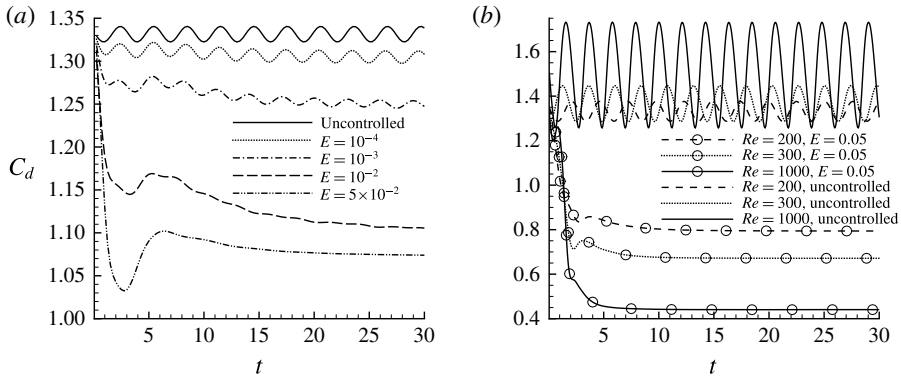 (a)
1.35
1.30
1.25
1.20
1.15
1.10
1.05
1.00
C_d
0
5
10
15
20
25
30
t
Uncontrolled
E = 10⁻⁴
E = 10⁻³
E = 10⁻²
E = 5×10⁻²
(b)
1.6
1.4
1.2
1.0
0.8
0.6
0.4
0
5
10
15
20
25
30
t
Re = 200, E = 0.05
Re = 300, E = 0.05
Re = 1000, E = 0.05
Re = 200, uncontrolled
Re = 300, uncontrolled
Re = 1000, uncontrolled